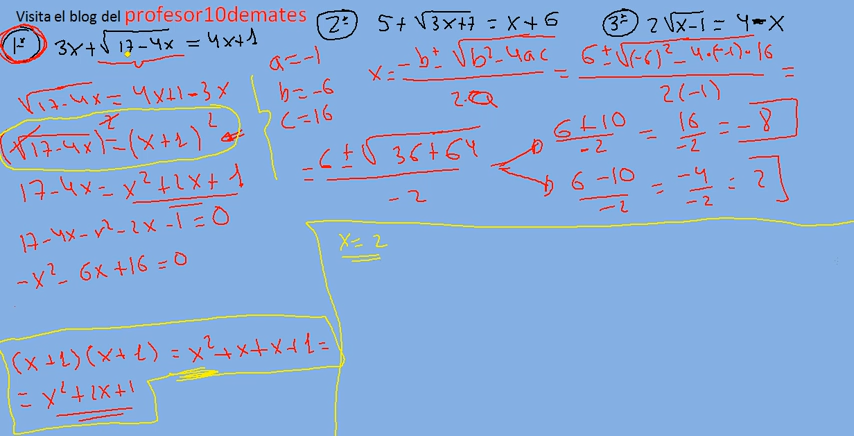 Visita el blog del profesor10demates
1ª 3x+√17-4x = 4x+1
2ª 5+√3x+7 = x+6
3ª 2√x-1 = 4-x
√17-4x = 4x+1-3x
(√17-4x)² = (x+1)²
17-4x = x²+2x+1
17-4x-x²-2x-1=0
-x²-6x+16=0
(x+1)(x+1) = x²+x+x+1 =
= x²+2x+1
a=-1
b=-6
c=16
x = -b±√b²-4ac / 2·a = 6±√(-6)²-4·(-1)·16 / 2(-1) =
= 6±√36+64 / -2
6+10 / -2 = 16 / -2 = -8
6-10 / -2 = -4 / -2 = 2
x=2